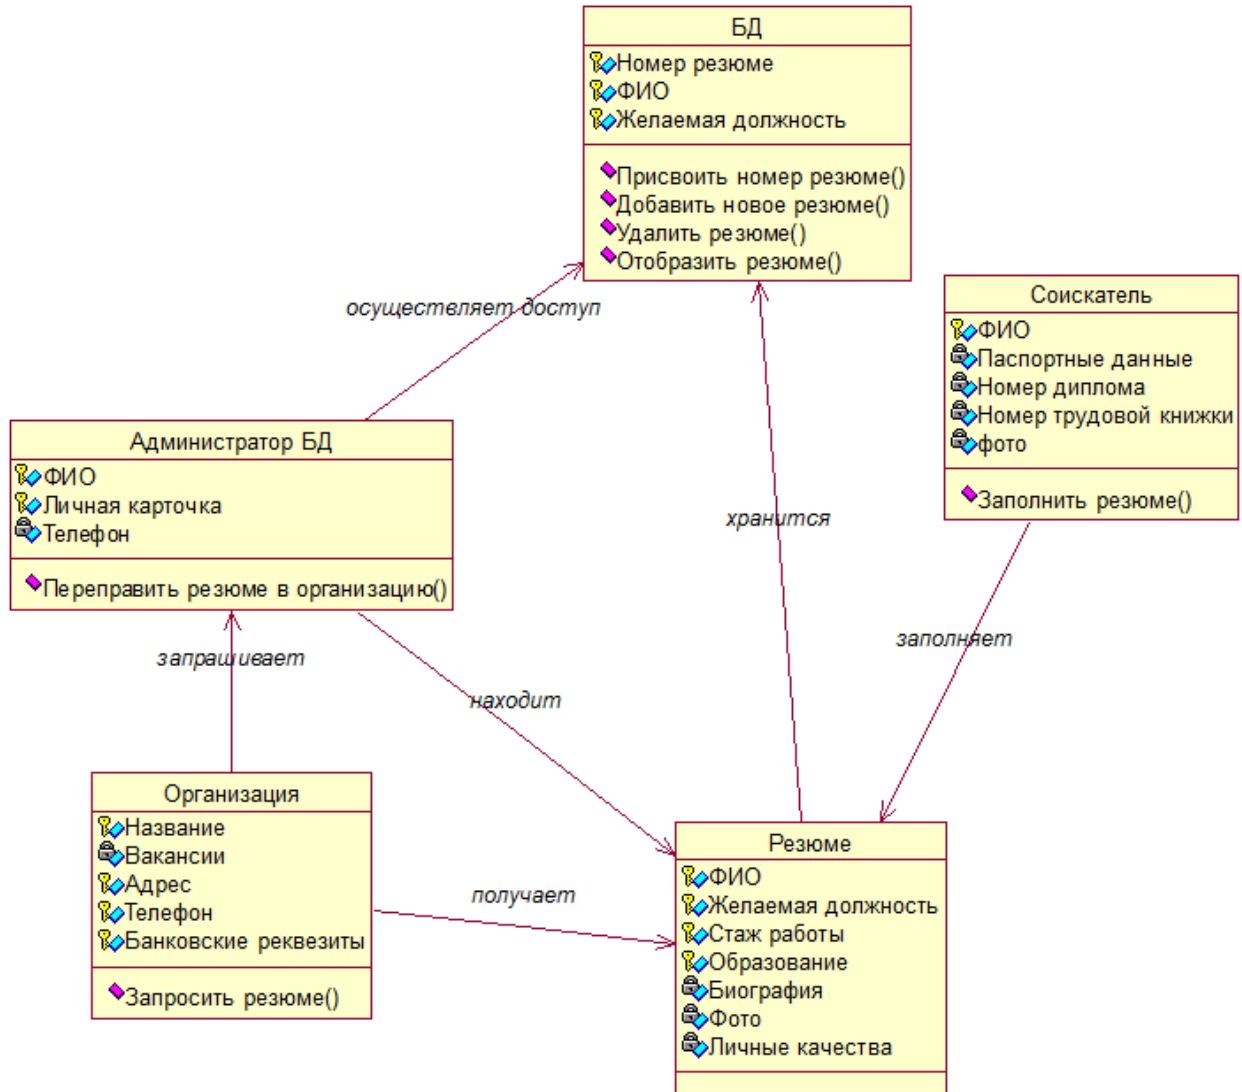 БД
Номер резюме
ФИО
Желаемая должность
Присвоить номер резюме()
Добавить новое резюме()
Удалить резюме()
Отобразить резюме()
осуществляет доступ
Соискатель
ФИО
Паспортные данные
Номер диплома
Номер трудовой книжки
фото
Заполнить резюме()
Администратор БД
ФИО
Личная карточка
Телефон
Переправить резюме в организацию()
хранится
заполняет
запрашивает
находит
Организация
Название
Вакансии
Адрес
Телефон
Банковские реквезиты
Запросить резюме()
получает
Резюме
ФИО
Желаемая должность
Стаж работы
Образование
Биография
Фото
Личные качества